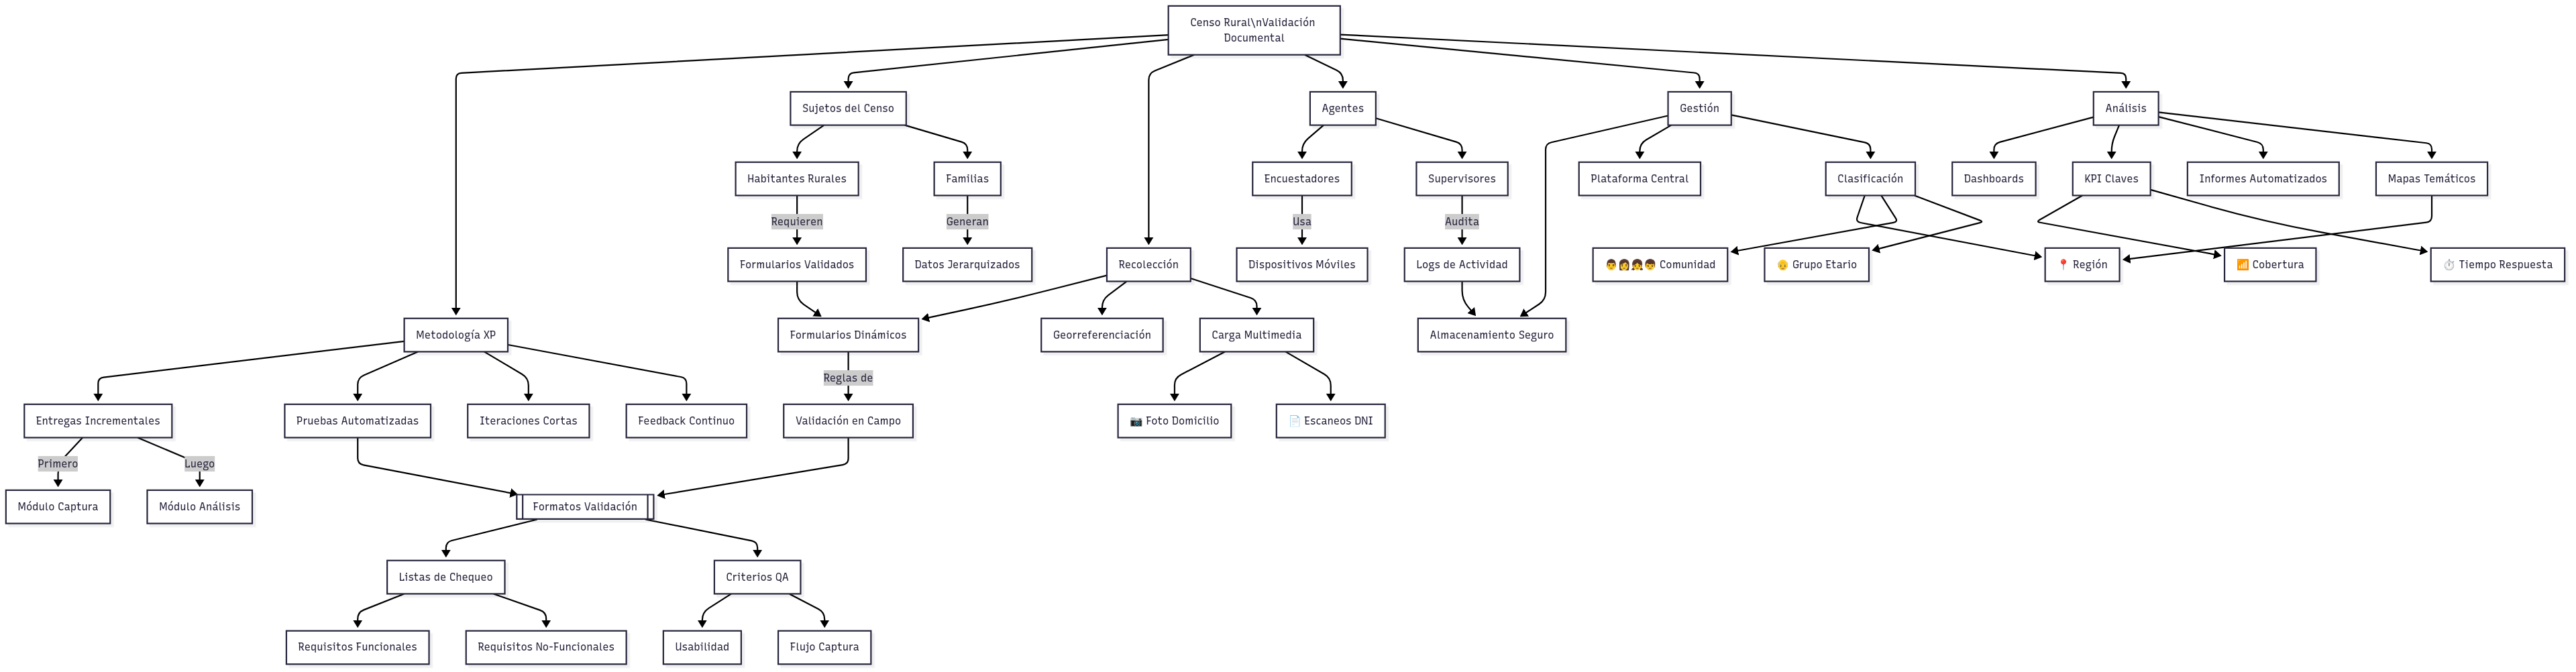 Censo Rural\nValidación
Documental
Sujetos del Censo
Agentes
Gestión
Análisis
Habitantes Rurales
Familias
Encuestadores
Supervisores
Plataforma Central
Clasificación
Dashboards
KPI Claves
Informes Automatizados
Mapas Temáticos
Requieren
Generan
Usa
Audita
Formularios Validados
Datos Jerarquizados
Recolección
Dispositivos Móviles
Logs de Actividad
👨👩👧👦 Comunidad
👴 Grupo Etario
📍 Región
📶 Cobertura
⏱️ Tiempo Respuesta
Metodología XP
Formularios Dinámicos
Georreferenciación
Carga Multimedia
Almacenamiento Seguro
Reglas de
Entregas Incrementales
Pruebas Automatizadas
Iteraciones Cortas
Feedback Continuo
Validación en Campo
📷 Foto Domicilio
📄 Escaneos DNI
Primero
Luego
Módulo Captura
Módulo Análisis
Formatos Validación
Listas de Chequeo
Criterios QA
Requisitos Funcionales
Requisitos No-Funcionales
Usabilidad
Flujo Captura